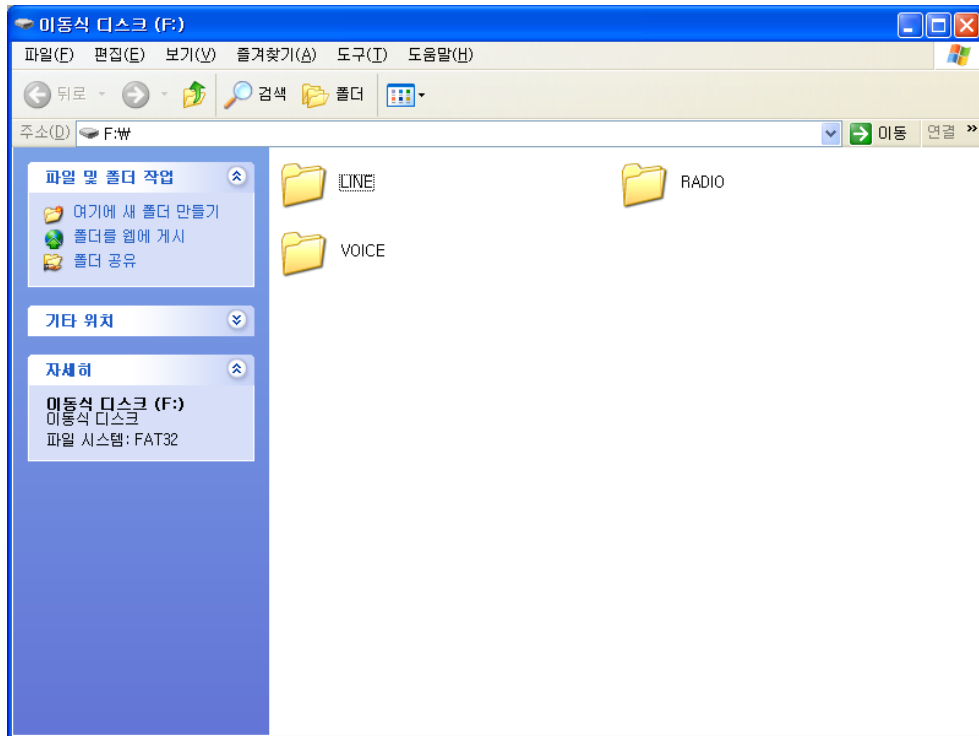 이동식 디스크 (F:)
파일(F) 편집(E) 보기(V) 즐겨찾기(A) 도구(T) 도움말(H)
뒤로 검색 폴더
주소(D) F:₩ 이동 연결 »
파일 및 폴더 작업
여기에 새 폴더 만들기
폴더를 웹에 게시
폴더 공유
기타 위치
자세히
이동식 디스크 (F:)
이동식 디스크
파일 시스템: FAT32
LINE RADIO
VOICE